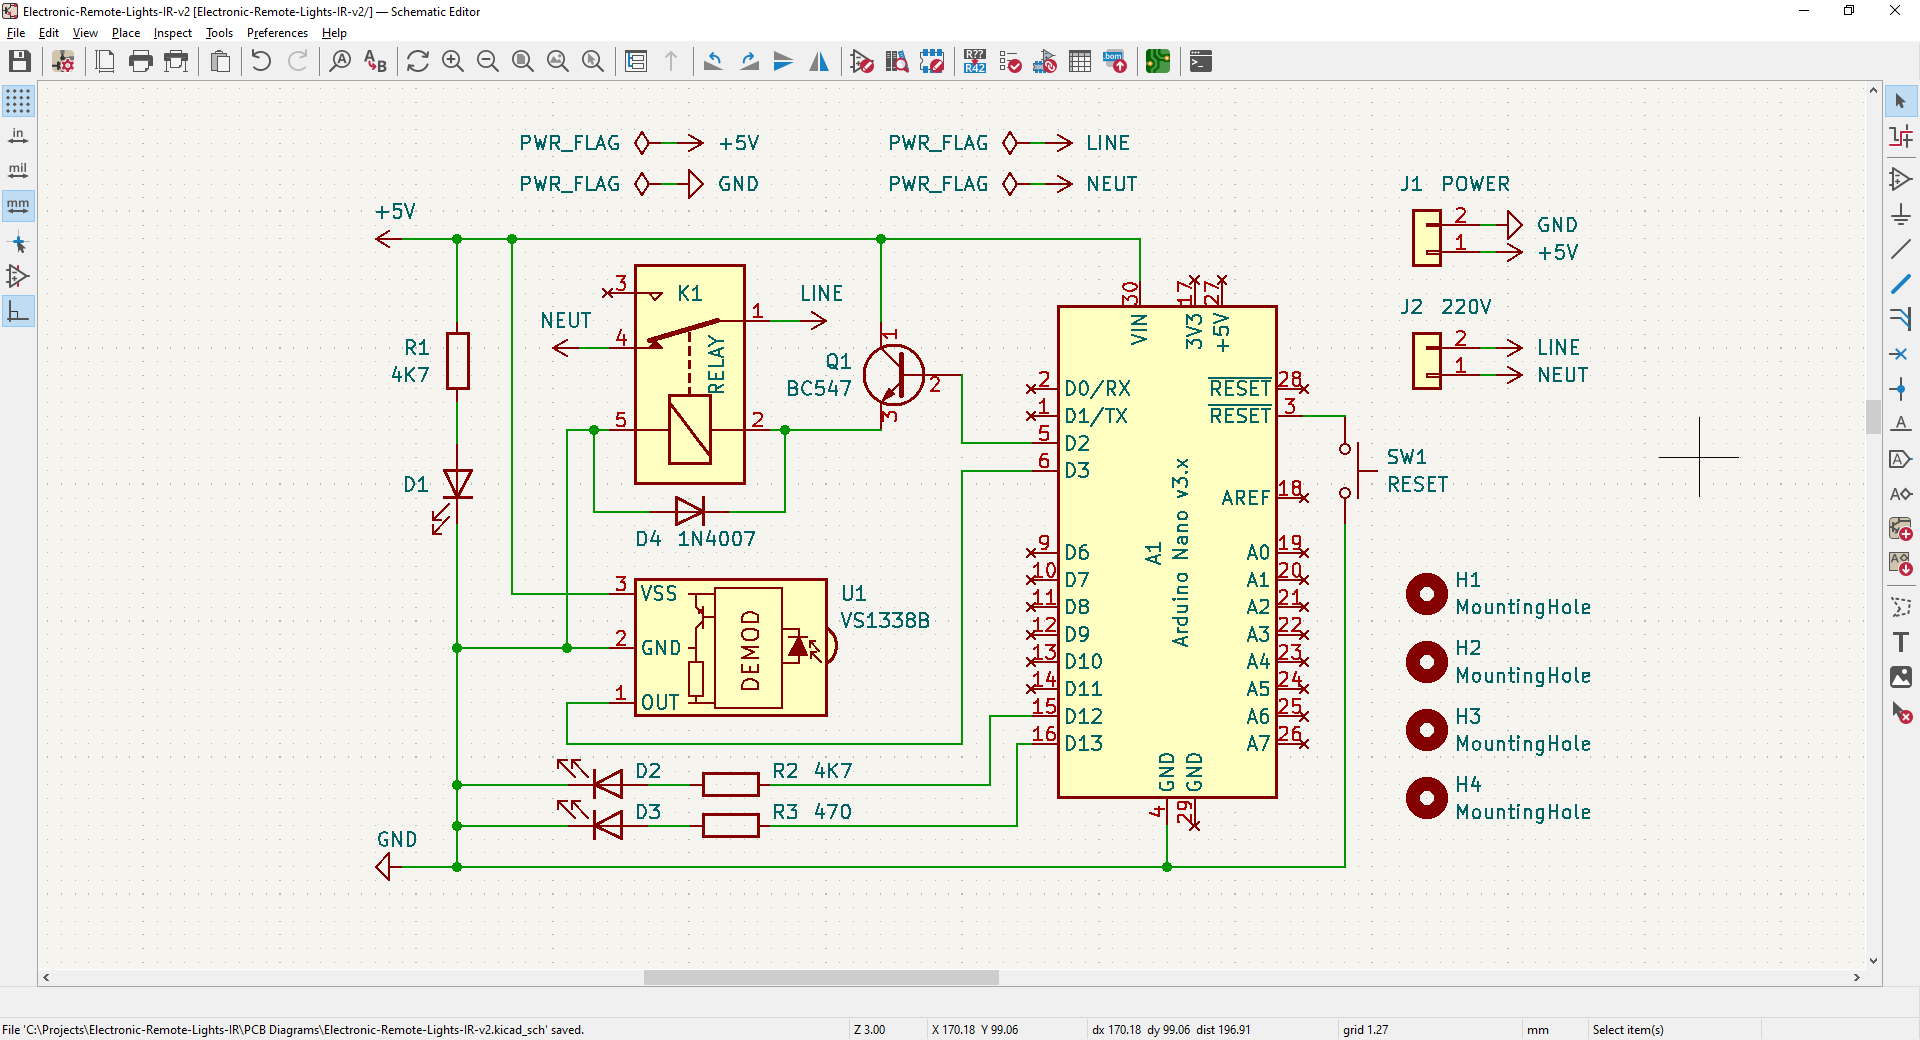 Electronic-Remote-Lights-IR-v2 [Electronic-Remote-Lights-IR-v2/] — Schematic Editor
File Edit View Place Inspect Tools Preferences Help
R??
R42
bom
in
mil
mm
PWR_FLAG +5V
PWR_FLAG GND
PWR_FLAG LINE
PWR_FLAG NEUT
J1 POWER
2 GND
1 +5V
J2 220V
2 LINE
1 NEUT
+5V
R1
4K7
D1
GND
K1
RELAY
3
4
5
1
2
NEUT
LINE
D4 1N4007
Q1
BC547
1
2
3
U1
VS1338B
3 VSS
2 GND
1 OUT
DEMOD
D2
R2 4K7
D3
R3 470
A1
Arduino Nano v3.x
30 VIN
17 3V3
27 +5V
2 D0/RX
1 D1/TX
5 D2
6 D3
9 D6
10 D7
11 D8
12 D9
13 D10
14 D11
15 D12
16 D13
RESET 28
RESET 3
AREF 18
A0 19
A1 20
A2 21
A3 22
A4 23
A5 24
A6 25
A7 26
GND 4
GND 29
SW1
RESET
H1
MountingHole
H2
MountingHole
H3
MountingHole
H4
MountingHole
File 'C:\Projects\Electronic-Remote-Lights-IR\PCB Diagrams\Electronic-Remote-Lights-IR-v2.kicad_sch' saved.
Z 3.00
X 170.18 Y 99.06
dx 170.18 dy 99.06 dist 196.91
grid 1.27
mm
Select item(s)